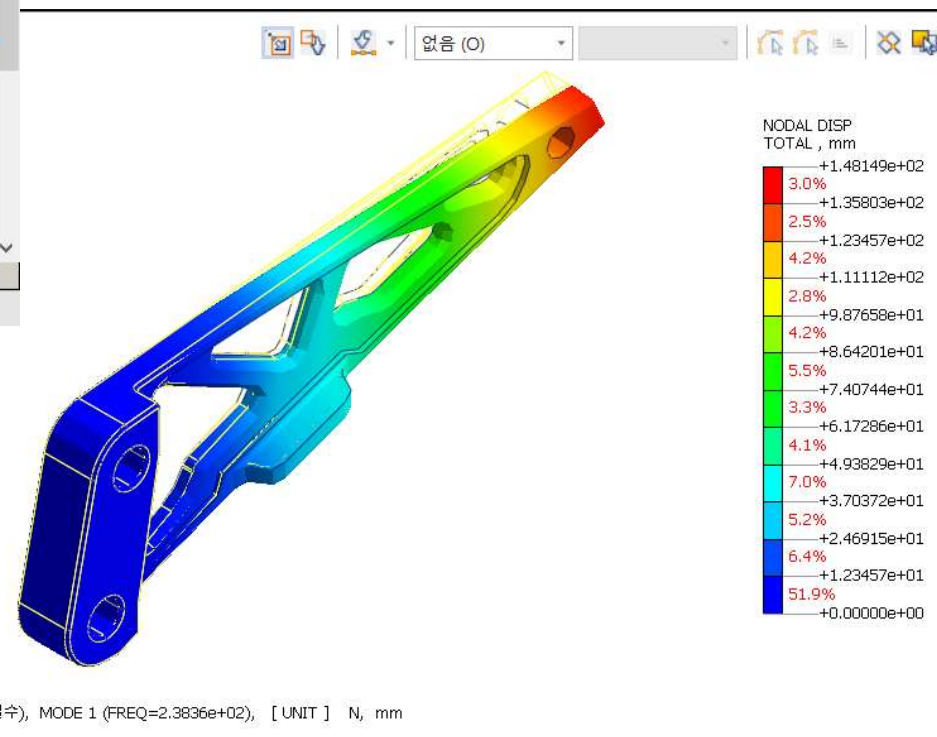 없음 (O)
NODAL DISP
TOTAL , mm
+1.48149e+02
3.0%
+1.35803e+02
2.5%
+1.23457e+02
4.2%
+1.11112e+02
2.8%
+9.87658e+01
4.2%
+8.64201e+01
5.5%
+7.40744e+01
3.3%
+6.17286e+01
4.1%
+4.93829e+01
7.0%
+3.70372e+01
5.2%
+2.46915e+01
6.4%
+1.23457e+01
51.9%
+0.00000e+00
수), MODE 1 (FREQ=2.3836e+02), [ UNIT ] N, mm